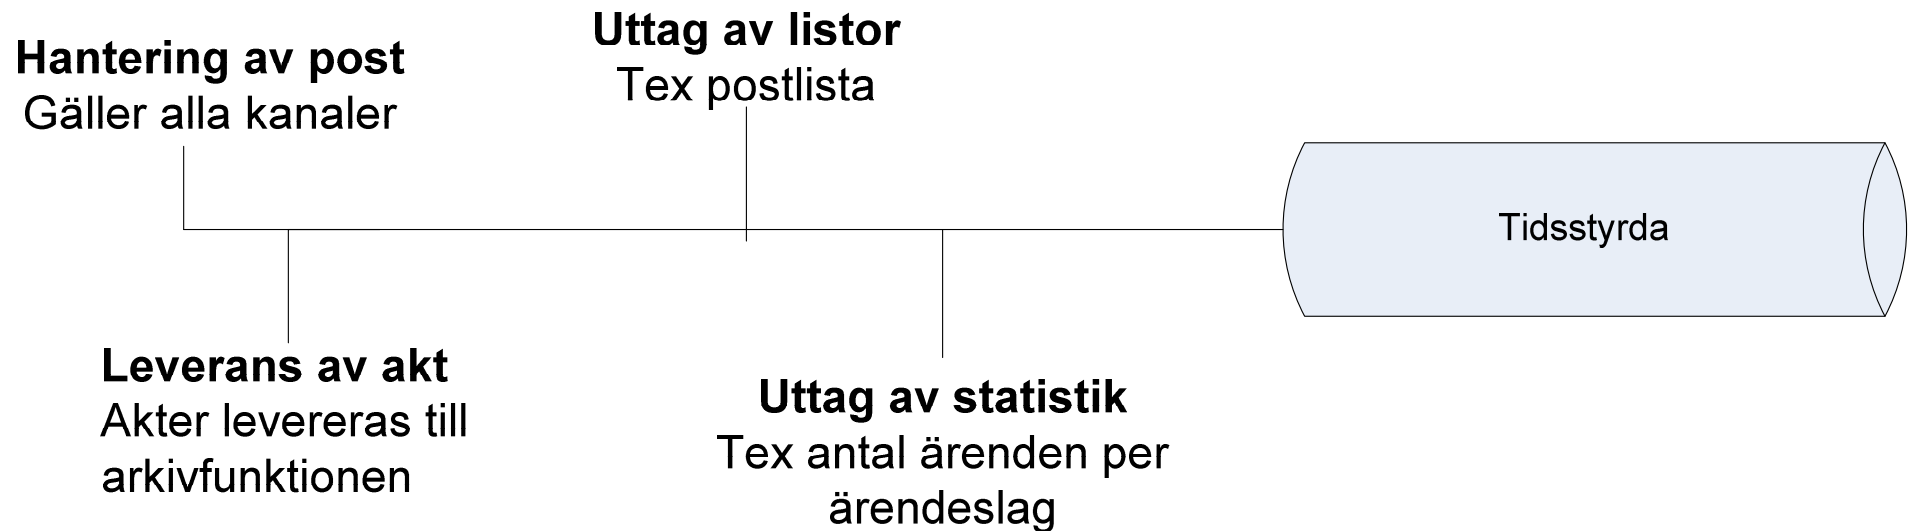 Hantering av post
Gäller alla kanaler
Uttag av listor
Tex postlista
Tidsstyrda
Leverans av akt
Akter levereras till
arkivfunktionen
Uttag av statistik
Tex antal ärenden per
ärendeslag